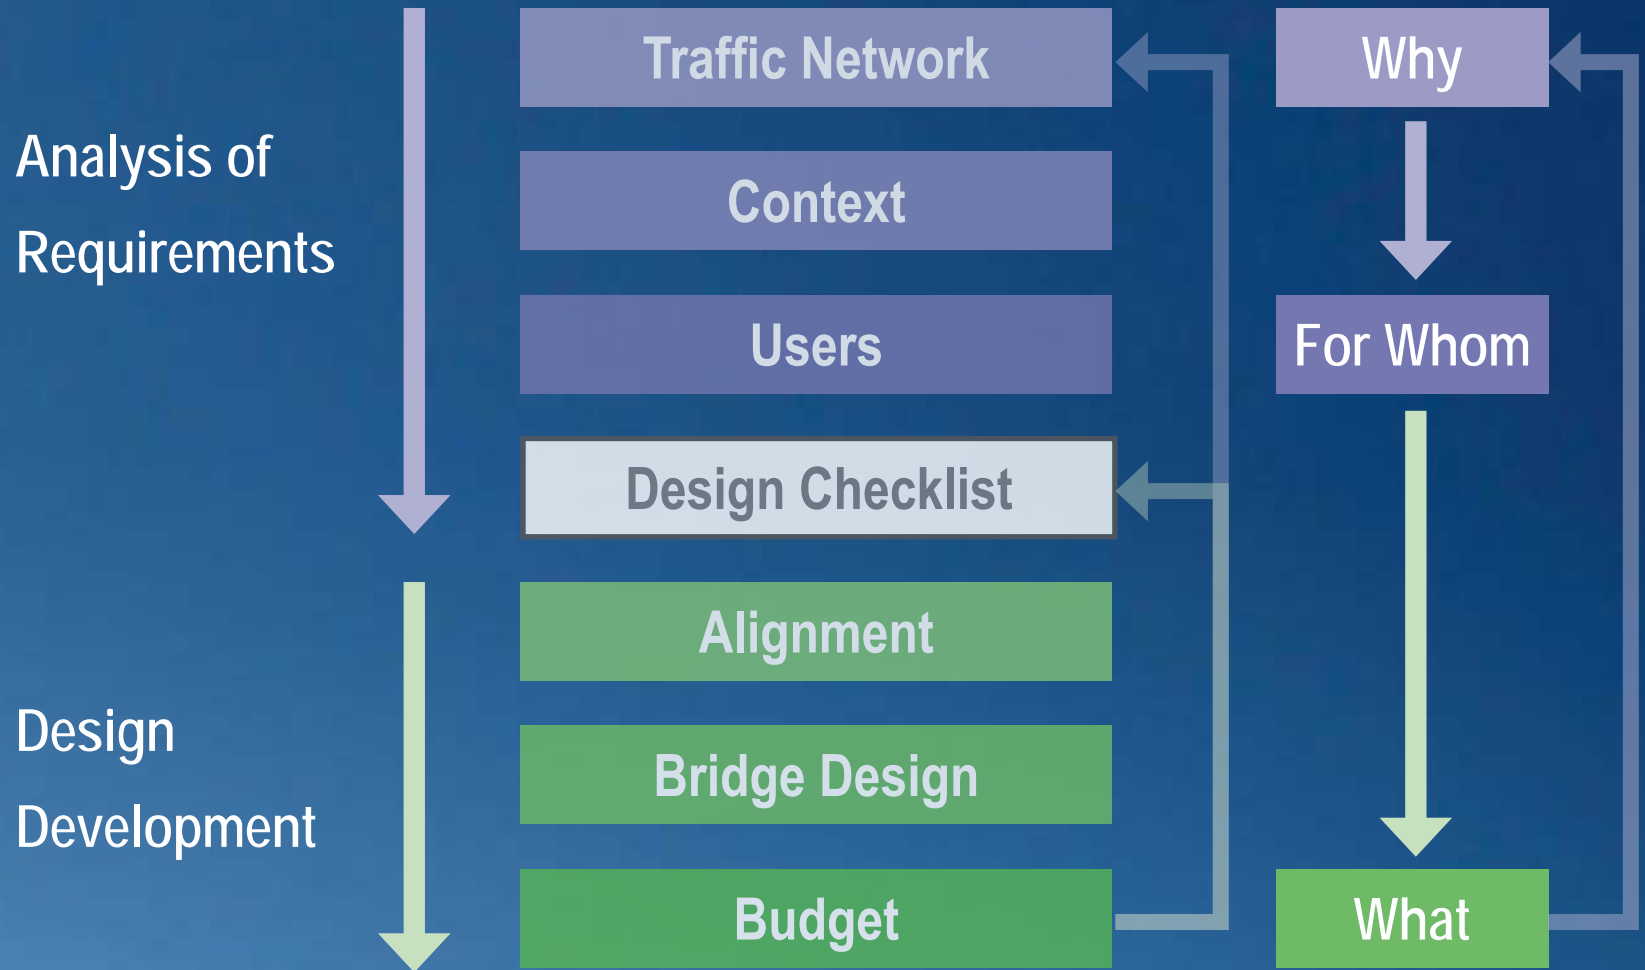 Traffic Network
Why
Analysis of
Requirements
Context
Users
For Whom
Design Checklist
Alignment
Design
Development
Bridge Design
Budget
What